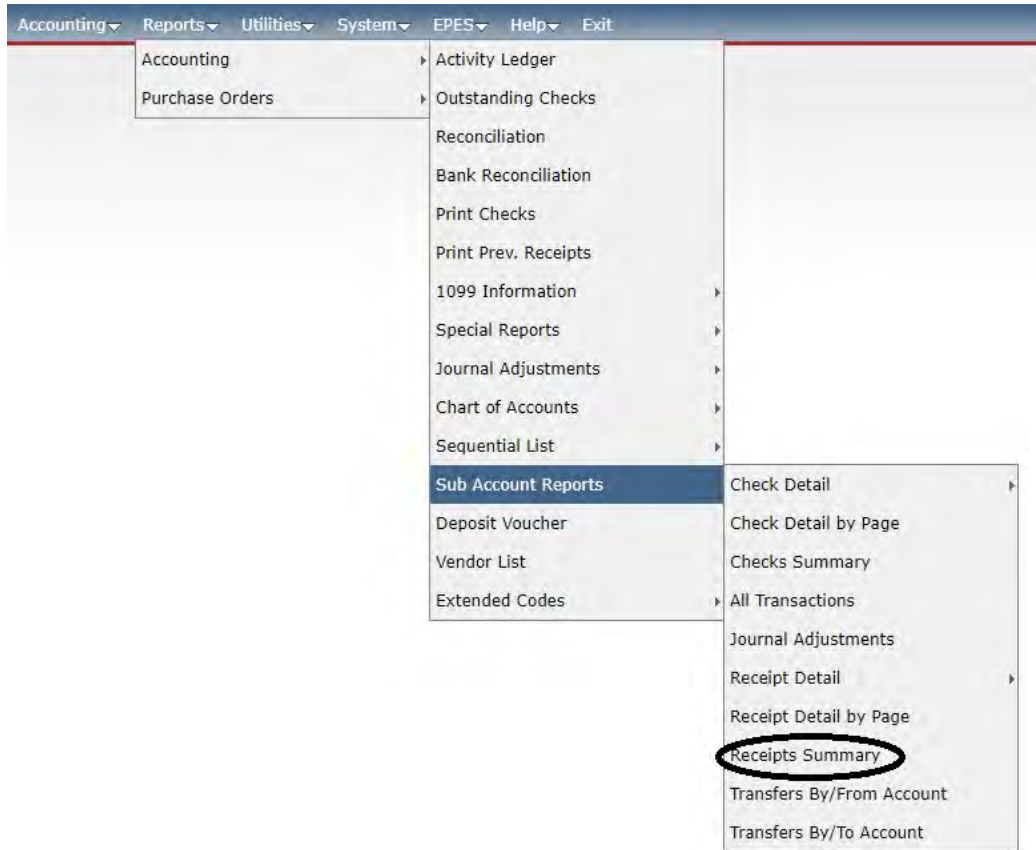 Accounting Reports Utilities System EPES Help Exit
Accounting
Purchase Orders
Activity Ledger
Outstanding Checks
Reconciliation
Bank Reconciliation
Print Checks
Print Prev. Receipts
1099 Information
Special Reports
Journal Adjustments
Chart of Accounts
Sequential List
Sub Account Reports
Deposit Voucher
Vendor List
Extended Codes
Check Detail
Check Detail by Page
Checks Summary
All Transactions
Journal Adjustments
Receipt Detail
Receipt Detail by Page
Receipts Summary
Transfers By/From Account
Transfers By/To Account